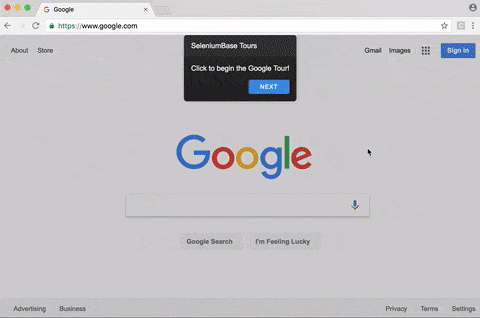 Google
https://www.google.com
About Store
Gmail Images
Sign in
SeleniumBase Tours
Click to begin the Google Tour!
NEXT
Google
Google Search
I'm Feeling Lucky
Advertising Business
Privacy Terms Settings